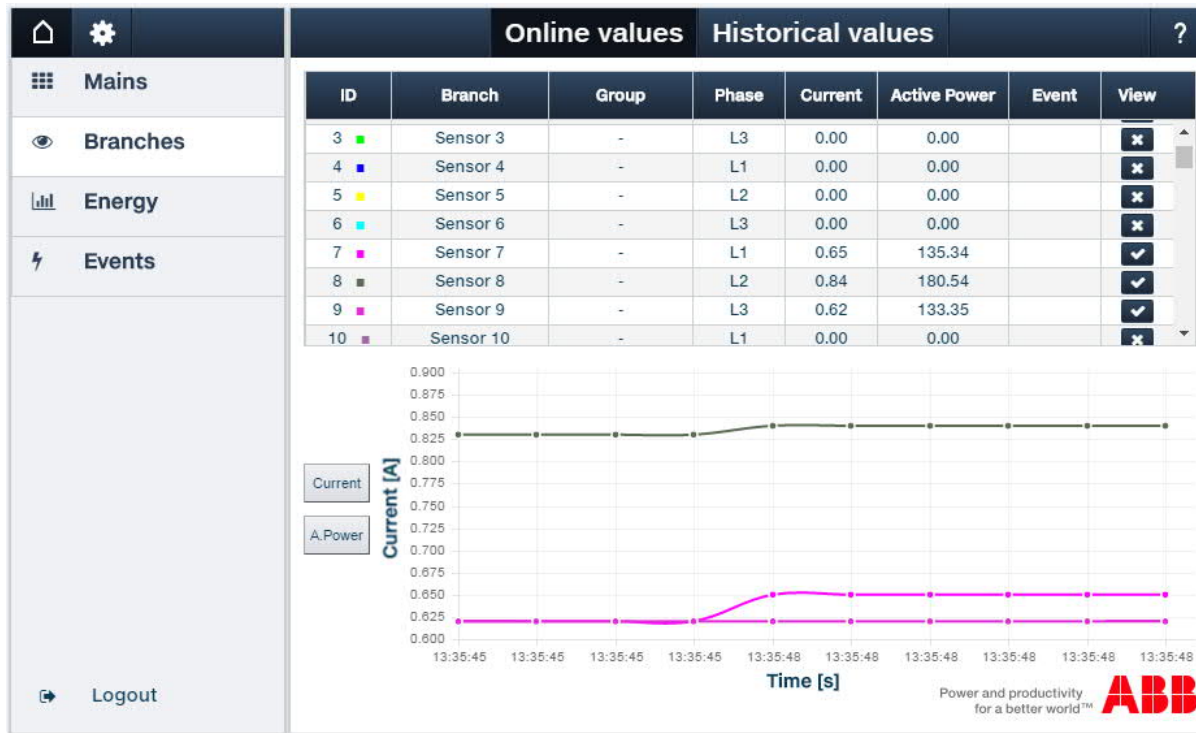 Online values Historical values ?
Mains
Branches
Energy
Events
Logout
ID Branch Group Phase Current Active Power Event View
3 Sensor 3 - L3 0.00 0.00
4 Sensor 4 - L1 0.00 0.00
5 Sensor 5 - L2 0.00 0.00
6 Sensor 6 - L3 0.00 0.00
7 Sensor 7 - L1 0.65 135.34
8 Sensor 8 - L2 0.84 180.54
9 Sensor 9 - L3 0.62 133.35
10 Sensor 10 - L1 0.00 0.00
Current
A.Power
Current [A]
0.900
0.875
0.850
0.825
0.800
0.775
0.750
0.725
0.700
0.675
0.650
0.625
0.600
13:35:45 13:35:45 13:35:45 13:35:45 13:35:48 13:35:48 13:35:48 13:35:48 13:35:48 13:35:48
Time [s]
Power and productivity
for a better world™
ABB